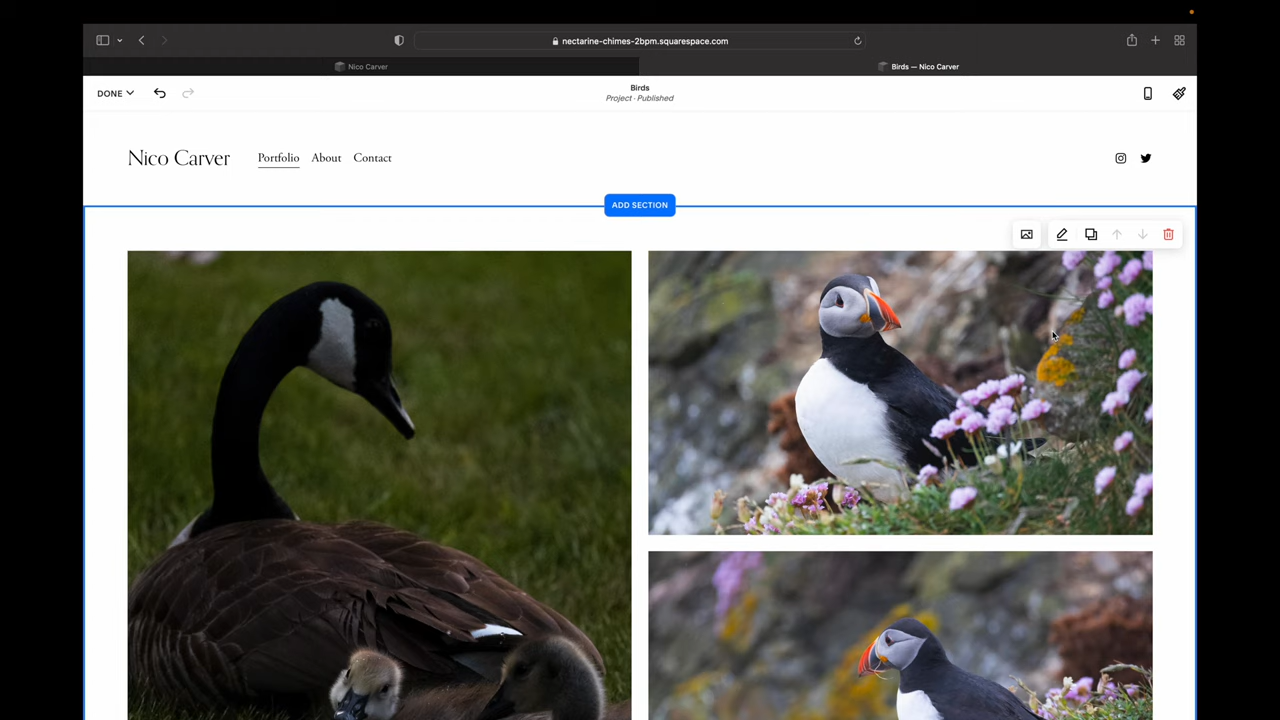 nectarine-chimes-2bpm.squarespace.com
Nico Carver
Birds — Nico Carver
DONE
Birds
Project · Published
Nico Carver
Portfolio
About
Contact
ADD SECTION